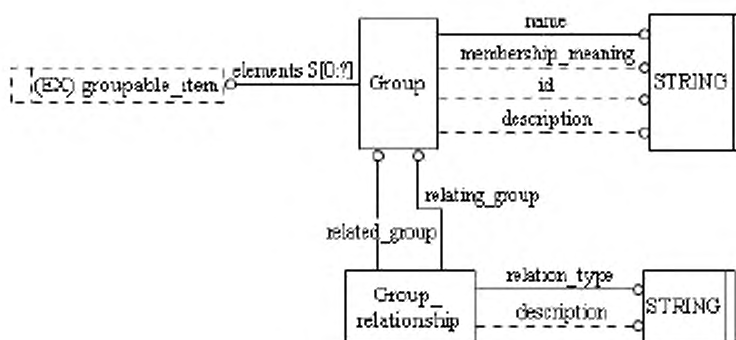 name
membership_meaning
elements S[0:?]
(EX) groupable_item
Group
id
STRING
description
relating_group
related_group
relation_type
Group_
relationship
description
STRING